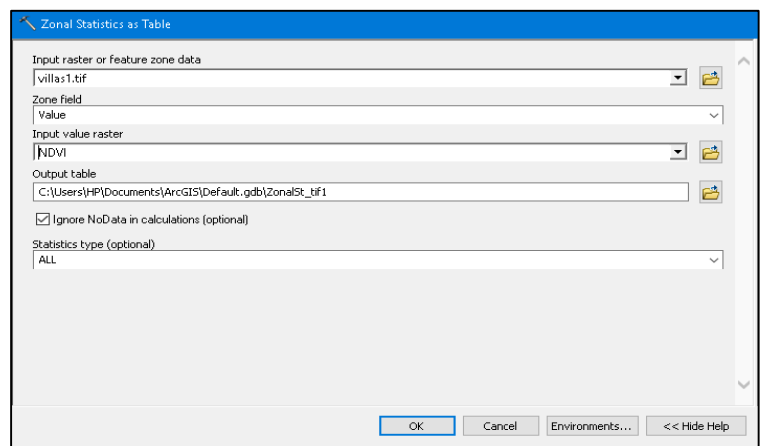 Zonal Statistics as Table
Input raster or feature zone data
villas1.tif
Zone field
Value
Input value raster
NDVI
Output table
C:\Users\HP\Documents\ArcGIS\Default.gdb\ZonalSt_tif1
Ignore NoData in calculations (optional)
Statistics type (optional)
ALL
OK Cancel Environments... << Hide Help